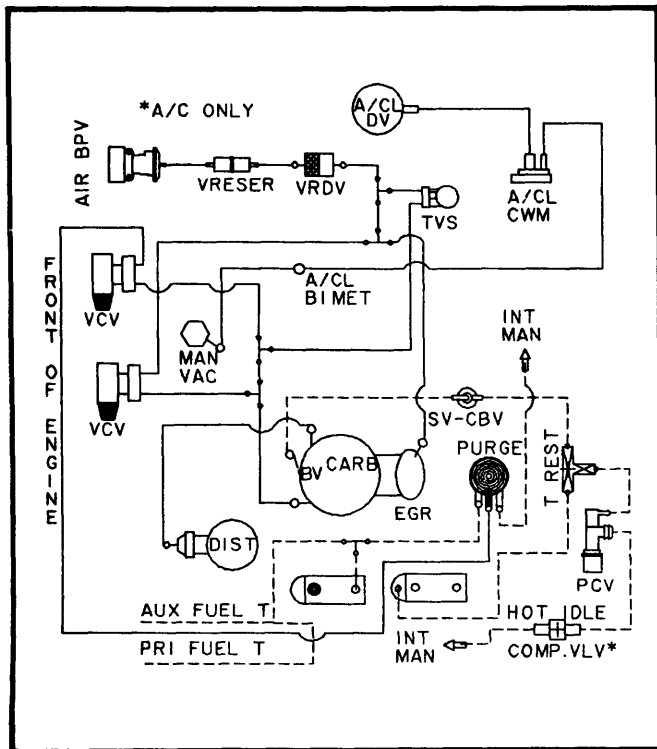 *A/C ONLY
AIR BPV
A/CL
DV
VRESER
VRDV
TVS
A/CL
CWM
FRONT OF ENGINE
VCV
A/CL
BIMET
MAN
VAC
INT
MAN
VCV
SV-CBV
BV
CARB
PURGE
T REST
EGR
DIST
PCV
AUX FUEL T
HOT IDLE
PRI FUEL T
INT
MAN
COMP.VLV*